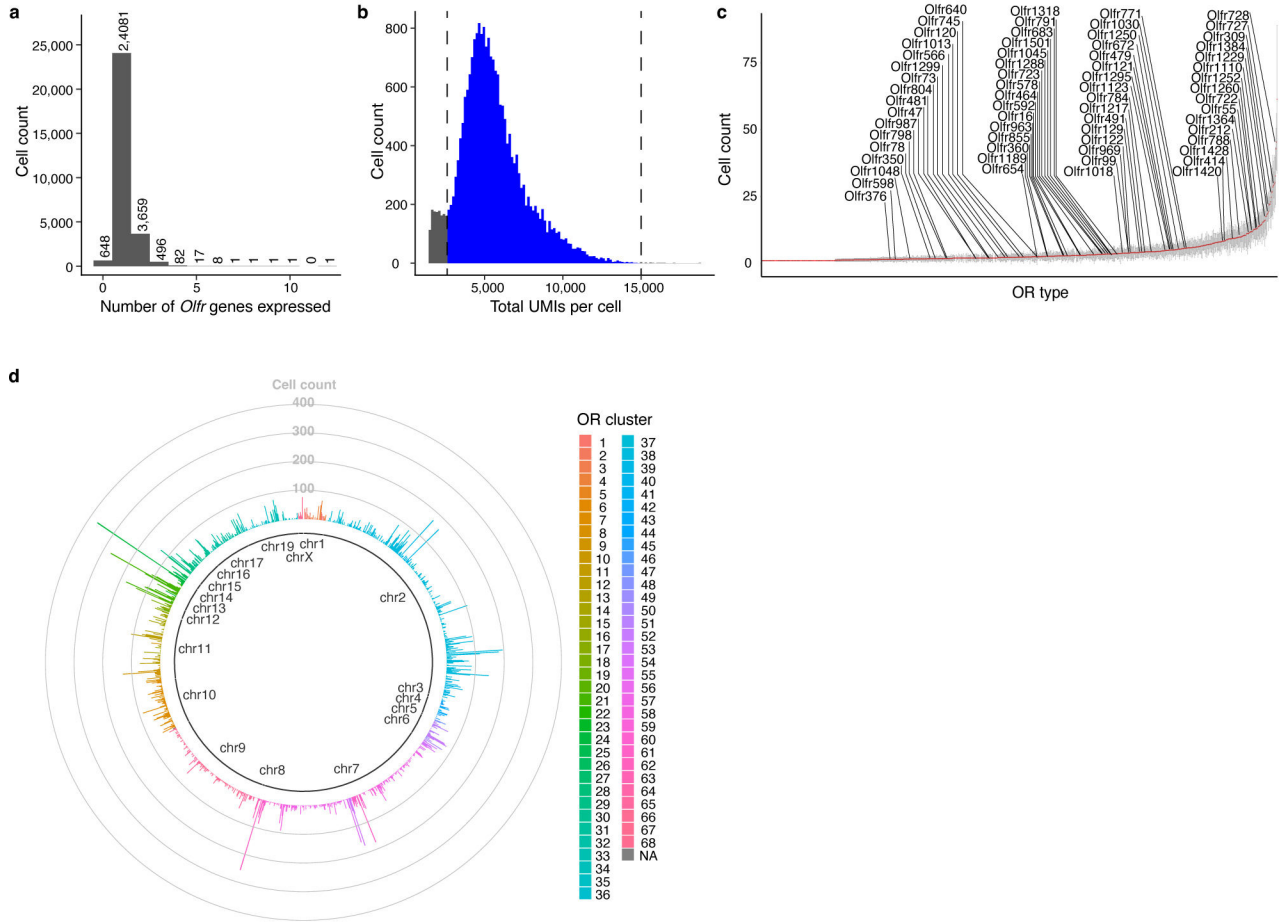 a
Cell count
25,000
20,000
15,000
10,000
5,000
0
648
2,4081
3,659
496
82
17
8
1
1
1
1
0
1
0
5
10
Number of Olfr genes expressed
b
Cell count
800
600
400
200
0
5,000
10,000
15,000
Total UMIs per cell
c
Cell count
75
50
25
0
Olfr640
Olfr745
Olfr120
Olfr1013
Olfr566
Olfr1299
Olfr73
Olfr804
Olfr481
Olfr47
Olfr987
Olfr798
Olfr78
Olfr350
Olfr1048
Olfr598
Olfr376
Olfr1318
Olfr791
Olfr683
Olfr1501
Olfr1045
Olfr1288
Olfr723
Olfr578
Olfr464
Olfr592
Olfr16
Olfr963
Olfr855
Olfr360
Olfr1189
Olfr654
Olfr771
Olfr1030
Olfr1250
Olfr672
Olfr479
Olfr121
Olfr1295
Olfr1123
Olfr784
Olfr1217
Olfr491
Olfr129
Olfr122
Olfr969
Olfr99
Olfr1018
Olfr728
Olfr727
Olfr309
Olfr1384
Olfr1229
Olfr1110
Olfr1252
Olfr1260
Olfr722
Olfr55
Olfr1364
Olfr212
Olfr788
Olfr1428
Olfr414
Olfr1420
OR type
d
Cell count
400
300
200
100
chr1
chr2
chr3
chr4
chr5
chr6
chr7
chr8
chr9
chr10
chr11
chr12
chr13
chr14
chr15
chr16
chr17
chr19
chrX
OR cluster
1
2
3
4
5
6
7
8
9
10
11
12
13
14
15
16
17
18
19
20
21
22
23
24
25
26
27
28
29
30
31
32
33
34
35
36
37
38
39
40
41
42
43
44
45
46
47
48
49
50
51
52
53
54
55
56
57
58
59
60
61
62
63
64
65
66
67
68
NA